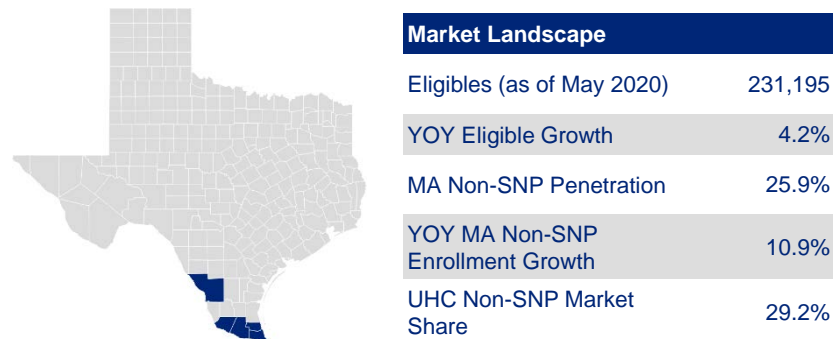 Market Landscape
Eligibles (as of May 2020) 231,195
YOY Eligible Growth 4.2%
MA Non-SNP Penetration 25.9%
YOY MA Non-SNP
Enrollment Growth 10.9%
UHC Non-SNP Market
Share 29.2%